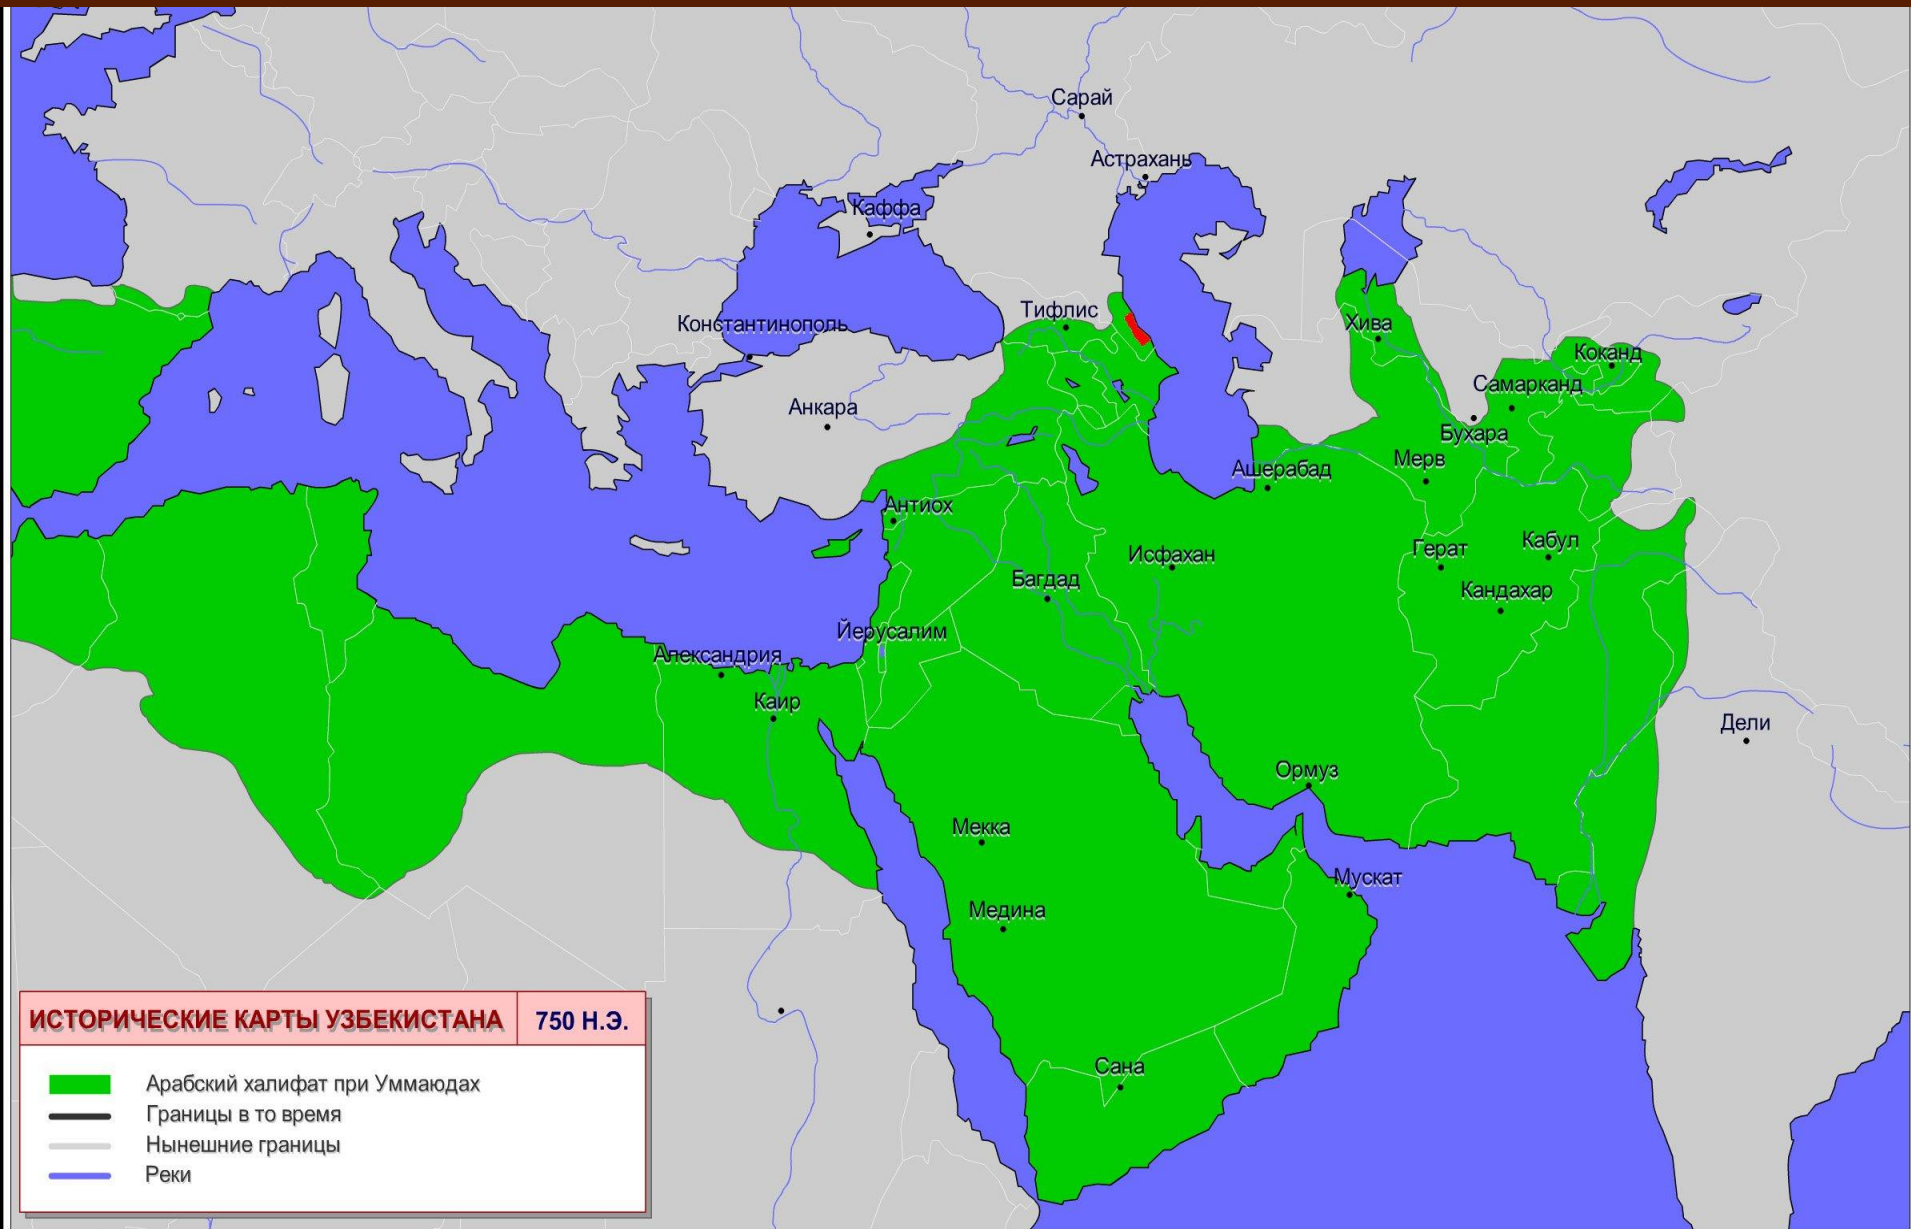 Сарай
Астрахань
Каффа
Тифлис
Константинополь
Хива
Коканд
Самарканд
Анкара
Бухара
Мерв
Ашерабад
Антиох
Исфахан
Герат
Кабул
Багдад
Кандахар
Йерусалим
Александрия
Каир
Дели
Ормуз
Мекка
Мускат
Медина
Сана
ИСТОРИЧЕСКИЕ КАРТЫ УЗБЕКИСТАНА 750 Н.Э.
Арабский халифат при Уммаюдах
Границы в то время
Нынешние границы
Реки